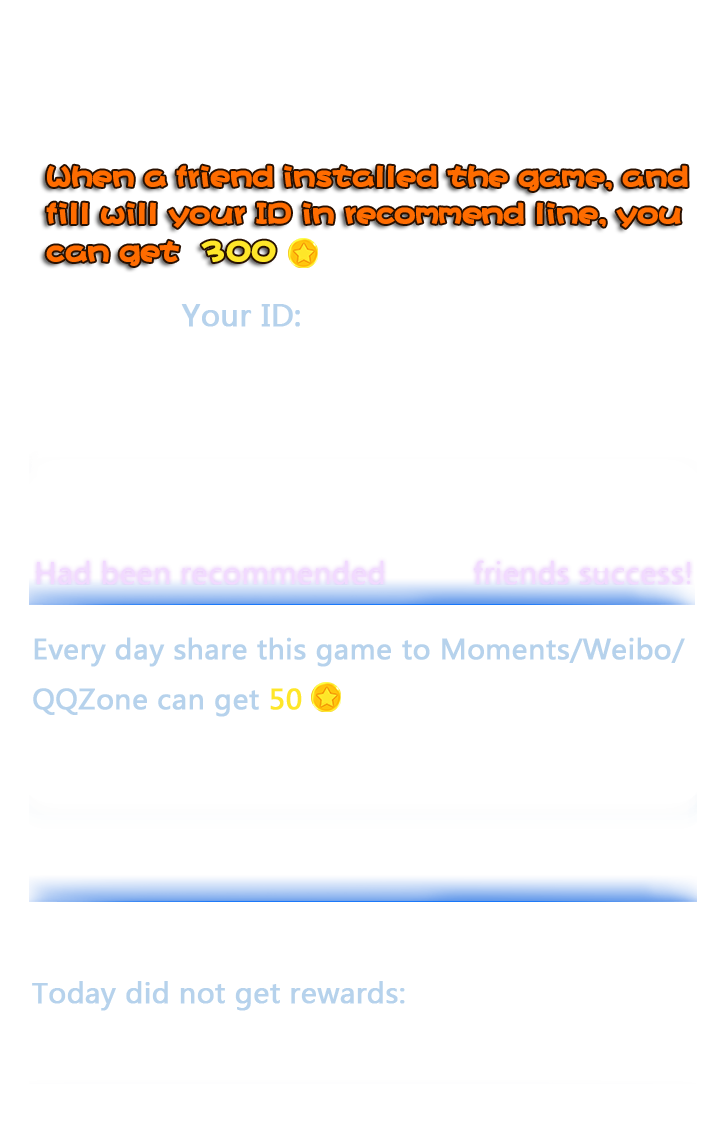 When a friend installed the game, and
fill will your ID in recommend line, you
can get 300
Your ID:
Had been recommended friends success!
Every day share this game to Moments/Weibo/
QQZone can get 50
Today did not get rewards: